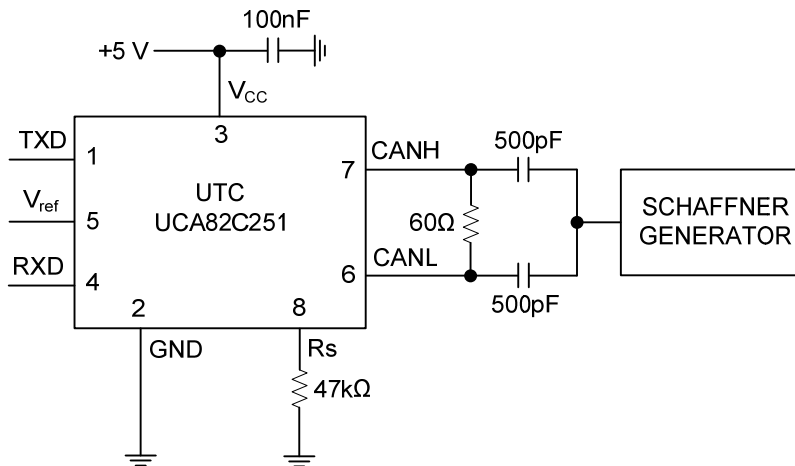 100nF
+5 V
VCC
3
TXD
1
Vref
5
RXD
4
UTC
UCA82C251
7
CANH
6
CANL
500pF
60Ω
500pF
SCHAFFNER
GENERATOR
2
GND
8
Rs
47kΩ